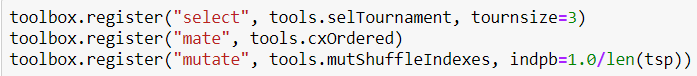 toolbox.register("select", tools.selTournament, tournsize=3)
toolbox.register("mate", tools.cxOrdered)
toolbox.register("mutate", tools.mutShuffleIndexes, indpb=1.0/len(tsp))